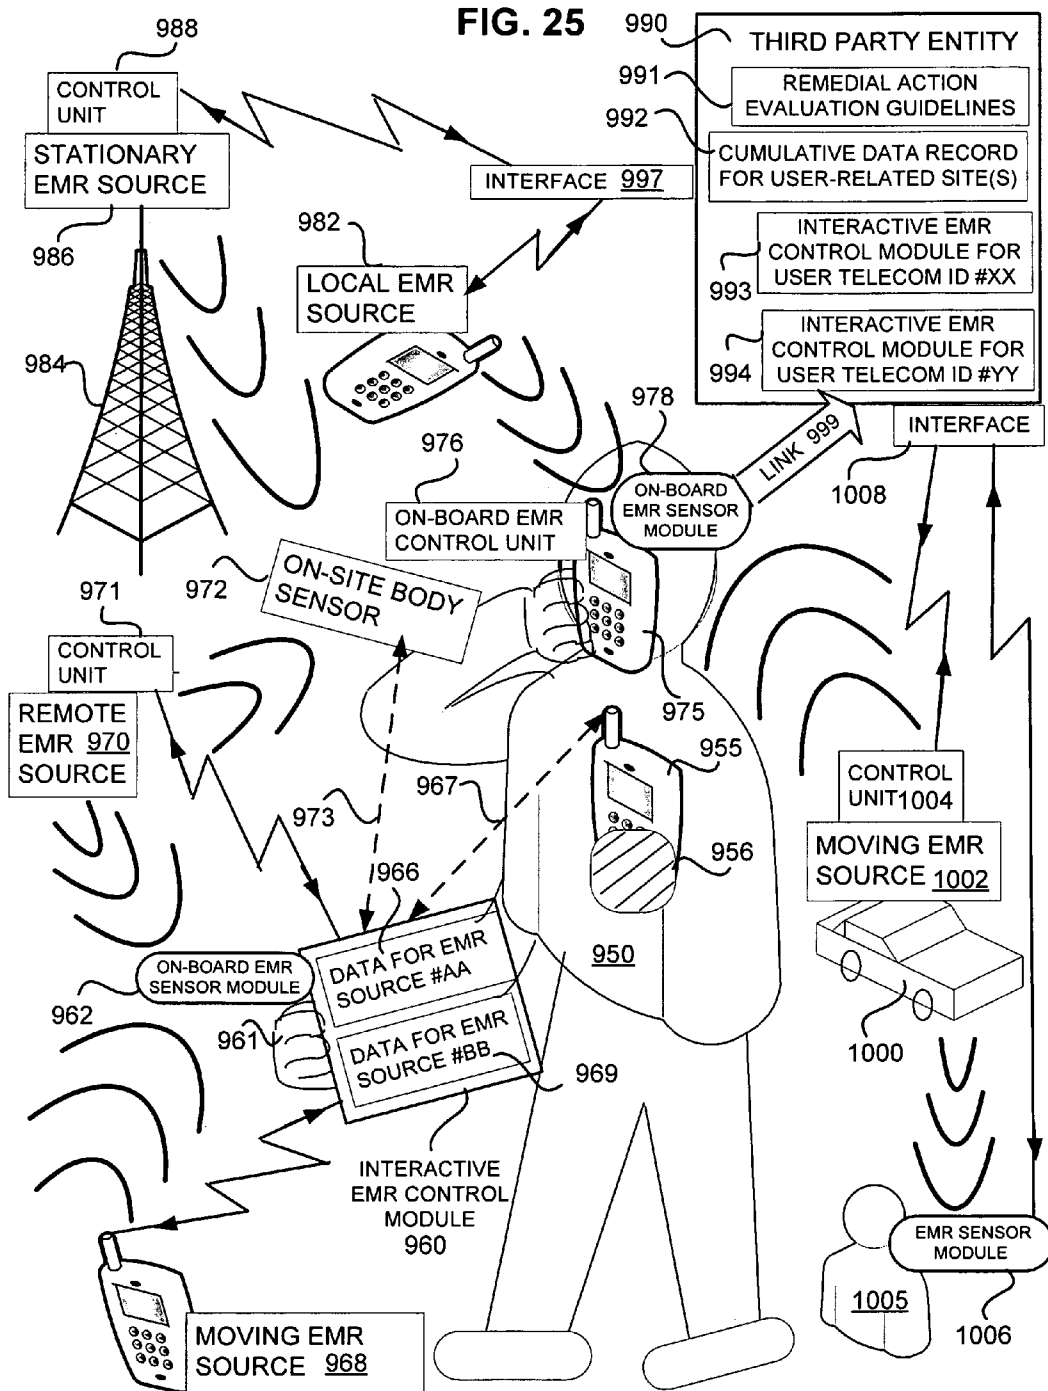 FIG. 25
988
CONTROL
UNIT
STATIONARY
EMR SOURCE
986
984
990
THIRD PARTY ENTITY
991
REMEDIAL ACTION
EVALUATION GUIDELINES
992
CUMULATIVE DATA RECORD
FOR USER-RELATED SITE(S)
INTERACTIVE EMR
CONTROL MODULE FOR
USER TELECOM ID #XX
993
INTERACTIVE EMR
CONTROL MODULE FOR
USER TELECOM ID #YY
994
INTERFACE 997
982
LOCAL EMR
SOURCE
978
976
ON-BOARD
EMR SENSOR
MODULE
LINK 999
INTERFACE
1008
ON-BOARD EMR
CONTROL UNIT
972
ON-SITE BODY
SENSOR
971
CONTROL
UNIT
REMOTE
EMR 970
SOURCE
975
955
967
973
956
966
CONTROL
UNIT 1004
MOVING EMR
SOURCE 1002
950
ON-BOARD EMR
SENSOR MODULE
962
961
DATA FOR EMR
SOURCE #AA
DATA FOR EMR
SOURCE #BB
969
1000
INTERACTIVE
EMR CONTROL
MODULE
960
MOVING EMR
SOURCE 968
EMR SENSOR
MODULE
1005
1006